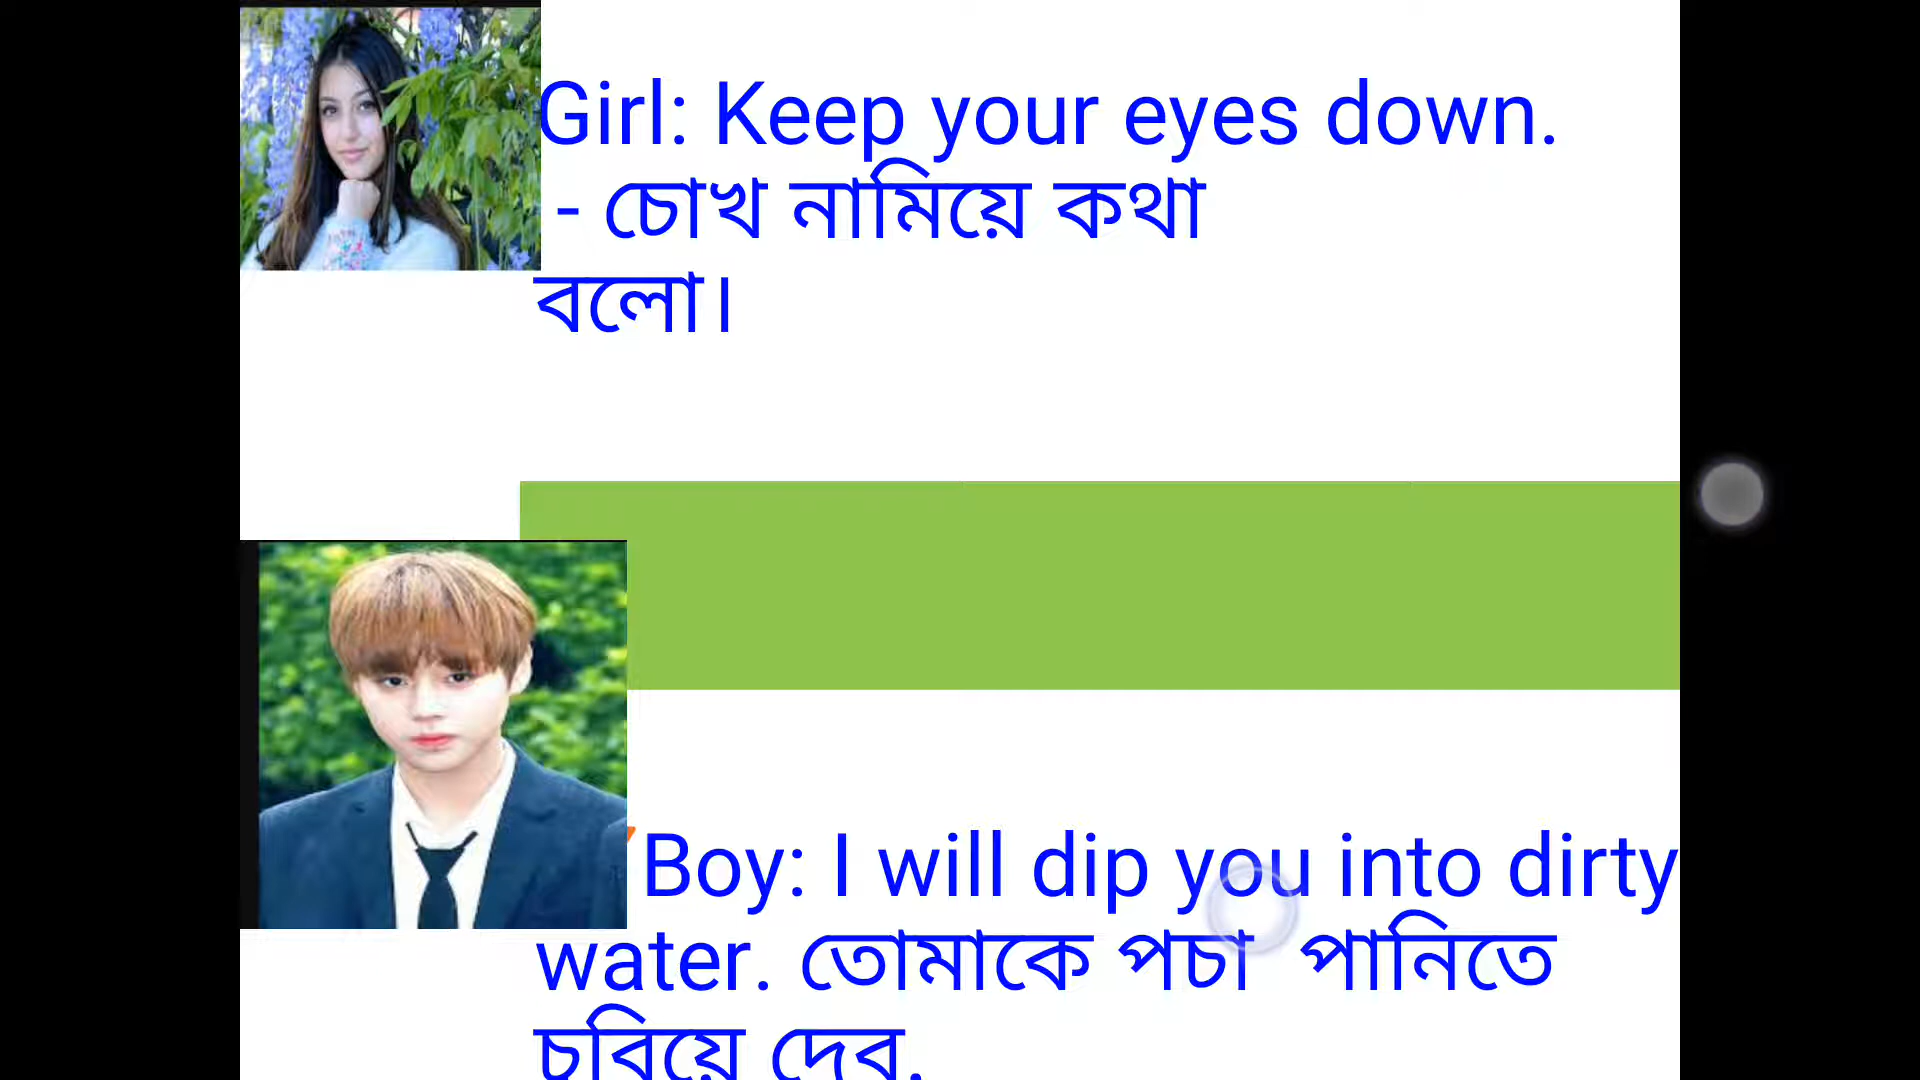 Girl: Keep your eyes down.
- চোখ নামিয়ে কথা
বলো।
Boy: I will dip you into dirty
water. তোমাকে পচা পানিতে
চুবিয়ে দেব.